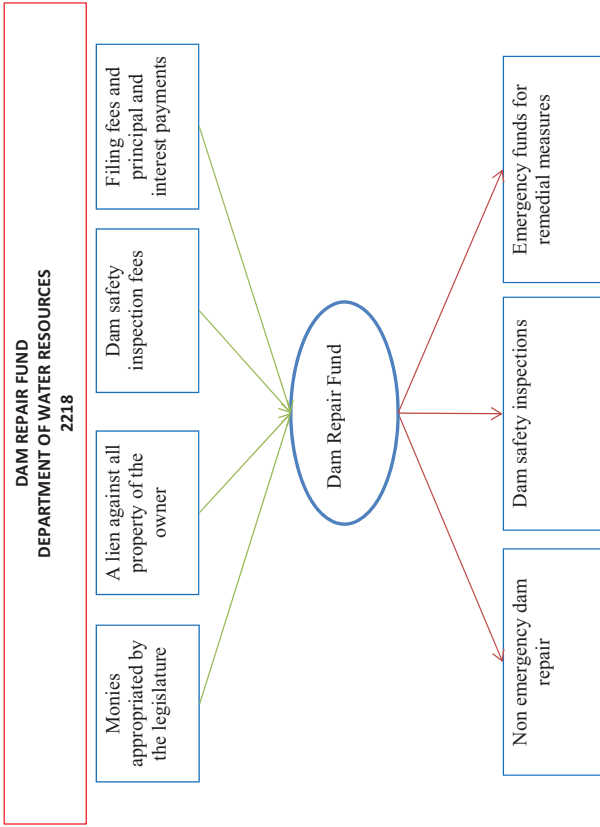 DAM REPAIR FUND
DEPARTMENT OF WATER RESOURCES
2218
Monies
appropriated by
the legislature
A lien against all
property of the
owner
Dam safety
inspection fees
Filing fees and
principal and
interest payments
Dam Repair Fund
Non emergency dam
repair
Dam safety inspections
Emergency funds for
remedial measures